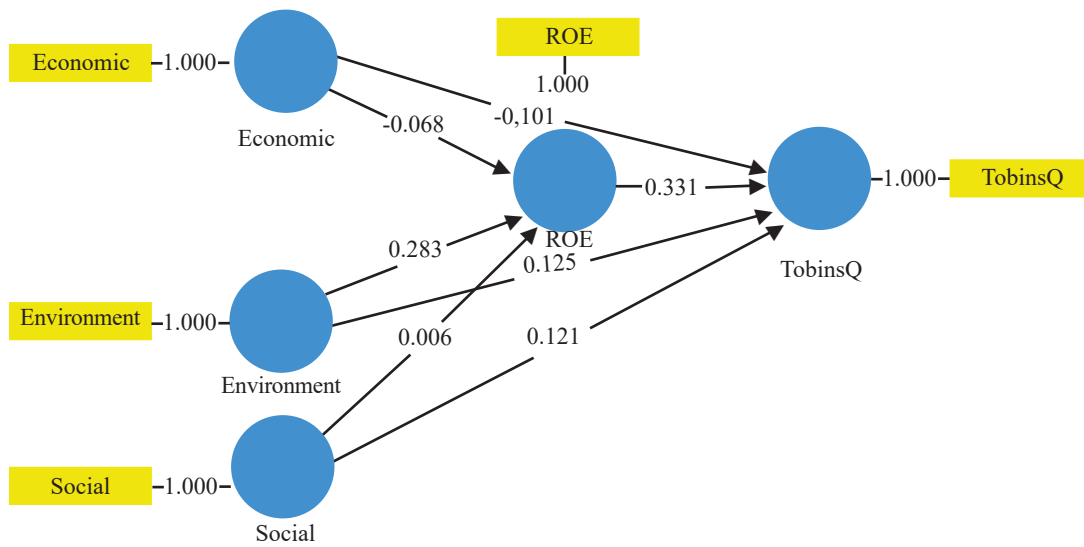 ROE
Economic
1.000
1.000
-0,101
-0.068
Economic
0.331
1.000
TobinsQ
ROE
0.283
0.125
TobinsQ
Environment
1.000
0.006
0.121
Environment
Social
1.000
Social